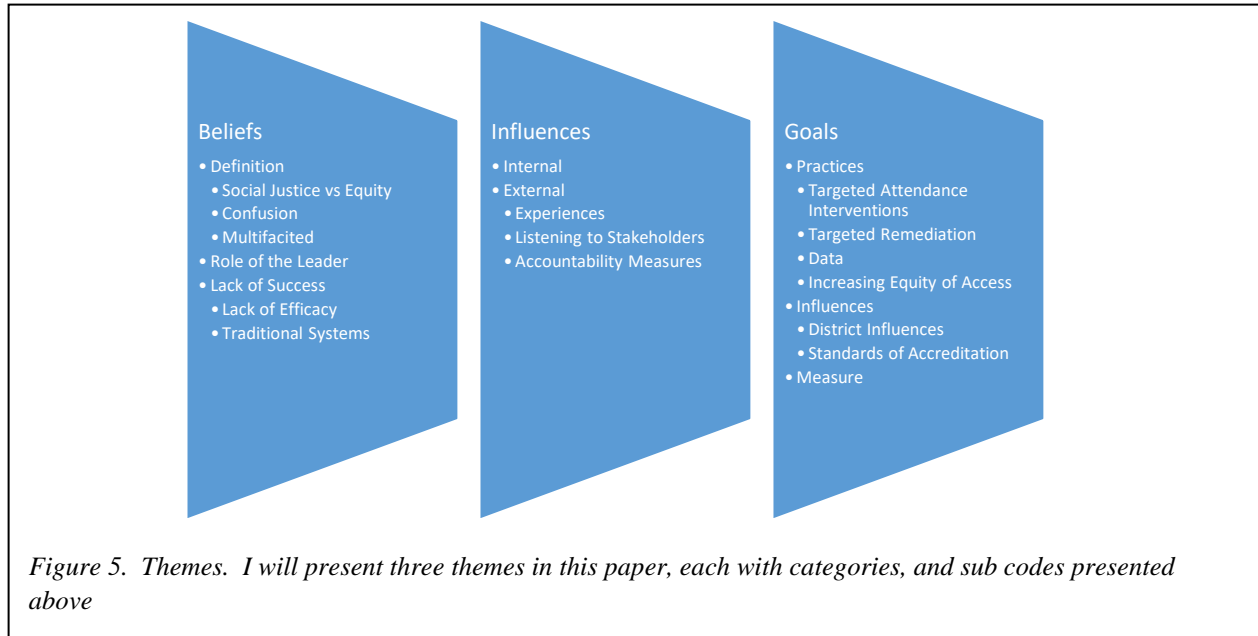 Beliefs
• Definition
• Social Justice vs Equity
• Confusion
• Multifacited
• Role of the Leader
• Lack of Success
• Lack of Efficacy
• Traditional Systems
Influences
• Internal
• External
• Experiences
• Listening to Stakeholders
• Accountability Measures
Goals
• Practices
• Targeted Attendance
Interventions
• Targeted Remediation
• Data
• Increasing Equity of Access
• Influences
• District Influences
• Standards of Accreditation
• Measure
Figure 5. Themes. I will present three themes in this paper, each with categories, and sub codes presented
above